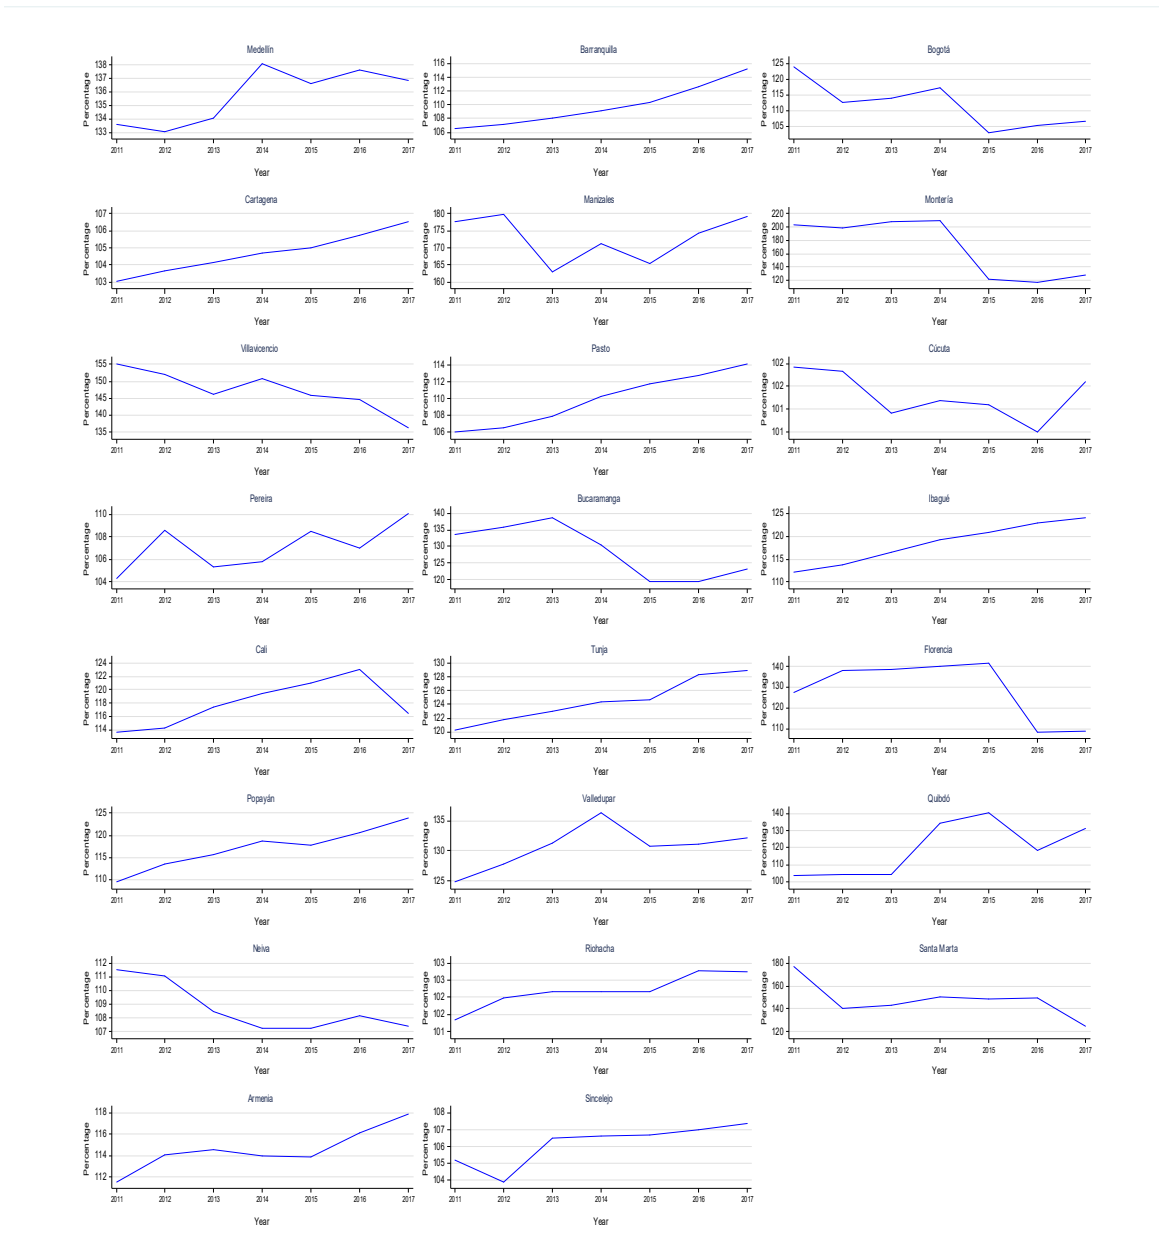 Medellín Barranquilla Bogotá
Percentage 138 137 136 135 134 133 Percentage 116 114 112 110 108 106 Percentage 125 120 115 110 105
2011 2012 2013 2014 2015 2016 2017 2011 2012 2013 2014 2015 2016 2017 2011 2012 2013 2014 2015 2016 2017
Year Year Year
Cartagena Manizales Montería
Percentage 107 106 105 104 103 Percentage 180 175 170 165 160 Percentage 220 200 180 160 140 120
2011 2012 2013 2014 2015 2016 2017 2011 2012 2013 2014 2015 2016 2017 2011 2012 2013 2014 2015 2016 2017
Year Year Year
Villavicencio Pasto Cúcuta
Percentage 155 150 145 140 135 Percentage 114 112 110 108 106 Percentage 102 102 101 101
2011 2012 2013 2014 2015 2016 2017 2011 2012 2013 2014 2015 2016 2017 2011 2012 2013 2014 2015 2016 2017
Year Year Year
Pereira Bucaramanga Ibagué
Percentage 110 108 106 104 Percentage 140 135 130 125 120 Percentage 125 120 115 110
2011 2012 2013 2014 2015 2016 2017 2011 2012 2013 2014 2015 2016 2017 2011 2012 2013 2014 2015 2016 2017
Year Year Year
Cali Tunja Florencia
Percentage 124 120 120 118 116 114 Percentage 130 128 126 124 122 120 Percentage 140 130 120 110
2011 2012 2013 2014 2015 2016 2017 2011 2012 2013 2014 2015 2016 2017 2011 2012 2013 2014 2015 2016 2017
Year Year Year
Popayán Valledupar Quibdó
Percentage 125 120 115 110 Percentage 135 130 125 Percentage 140 130 120 110 100
2011 2012 2013 2014 2015 2016 2017 2011 2012 2013 2014 2015 2016 2017 2011 2012 2013 2014 2015 2016 2017
Year Year Year
Neiva Riohacha Santa Marta
Percentage 112 111 110 109 108 107 Percentage 103 103 102 102 101 Percentage 180 160 140 120
2011 2012 2013 2014 2015 2016 2017 2011 2012 2013 2014 2015 2016 2017 2011 2012 2013 2014 2015 2016 2017
Year Year Year
Armenia Sincelejo
Percentage 118 116 114 112 Percentage 108 107 106 105 104
2011 2012 2013 2014 2015 2016 2017 2011 2012 2013 2014 2015 2016 2017
Year Year